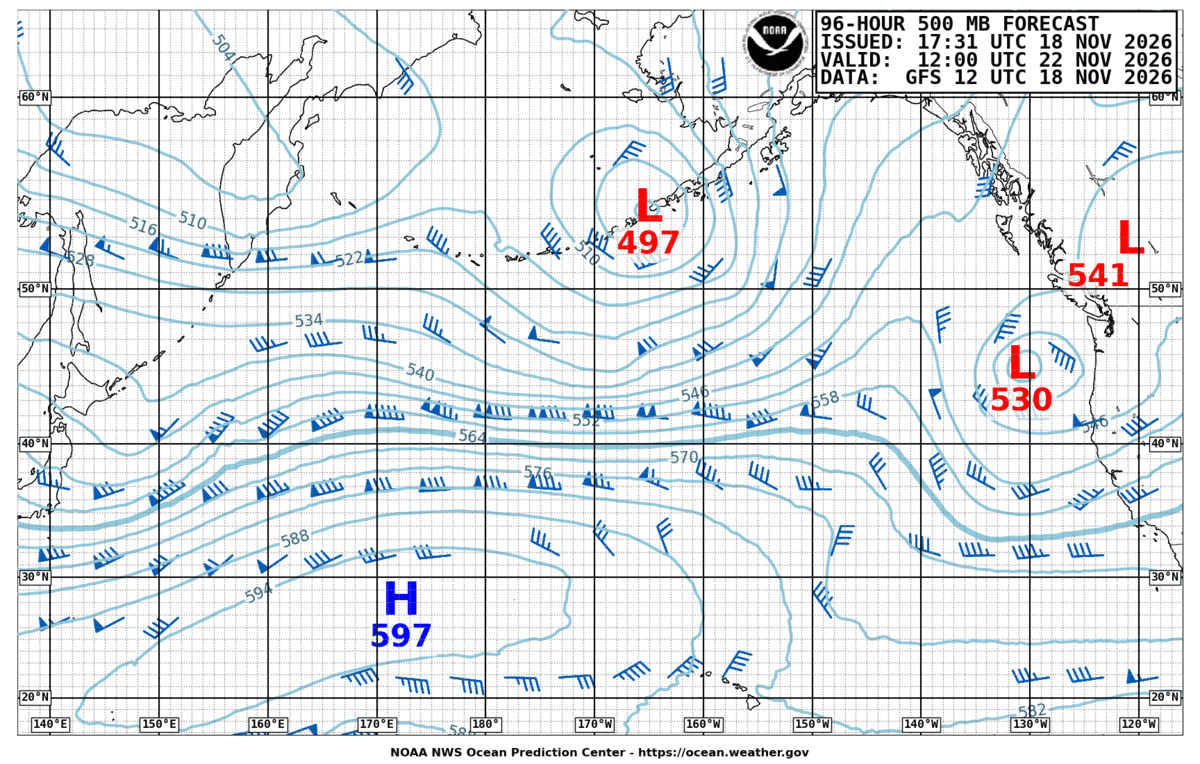 NOAA
96-HOUR 500 MB FORECAST
ISSUED: 17:31 UTC 18 NOV 2026
VALID: 12:00 UTC 22 NOV 2026
DATA: GFS 12 UTC 18 NOV 2026
504
60°N
60°N
510
516
L
497
510
528
522
L
541
50°N
50°N
534
540
L
530
546
558
552
546
564
40°N
40°N
570
576
588
30°N
30°N
594
H
597
20°N
20°N
582
140°E
150°E
160°E
170°E
180°
170°W
160°W
150°W
140°W
130°W
120°W
NOAA NWS Ocean Prediction Center - https://ocean.weather.gov